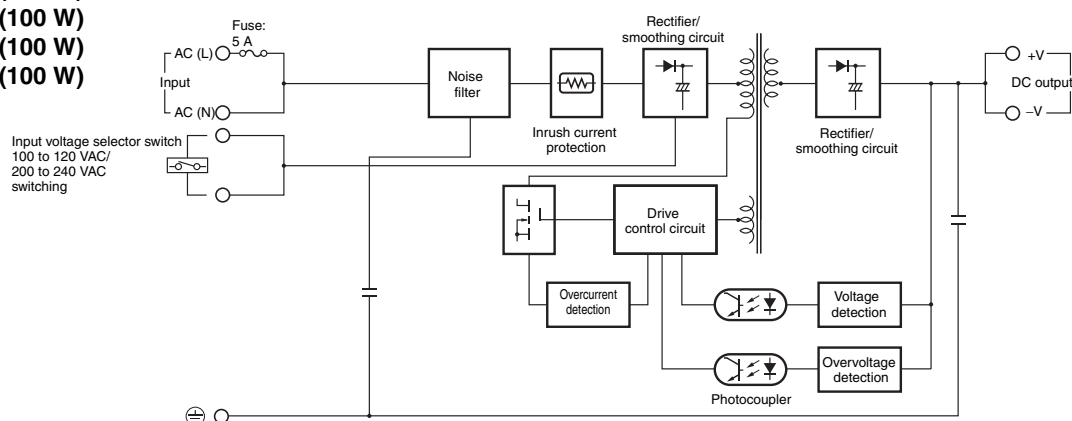 (100 W)
(100 W)
(100 W)
Fuse:
5 A
AC (L)
Input
AC (N)
Input voltage selector switch
100 to 120 VAC/
200 to 240 VAC
switching
Noise
filter
Inrush current
protection
Rectifier/
smoothing circuit
Rectifier/
smoothing circuit
+V
DC output
−V
Drive
control circuit
Overcurrent
detection
Voltage
detection
Overvoltage
detection
Photocoupler